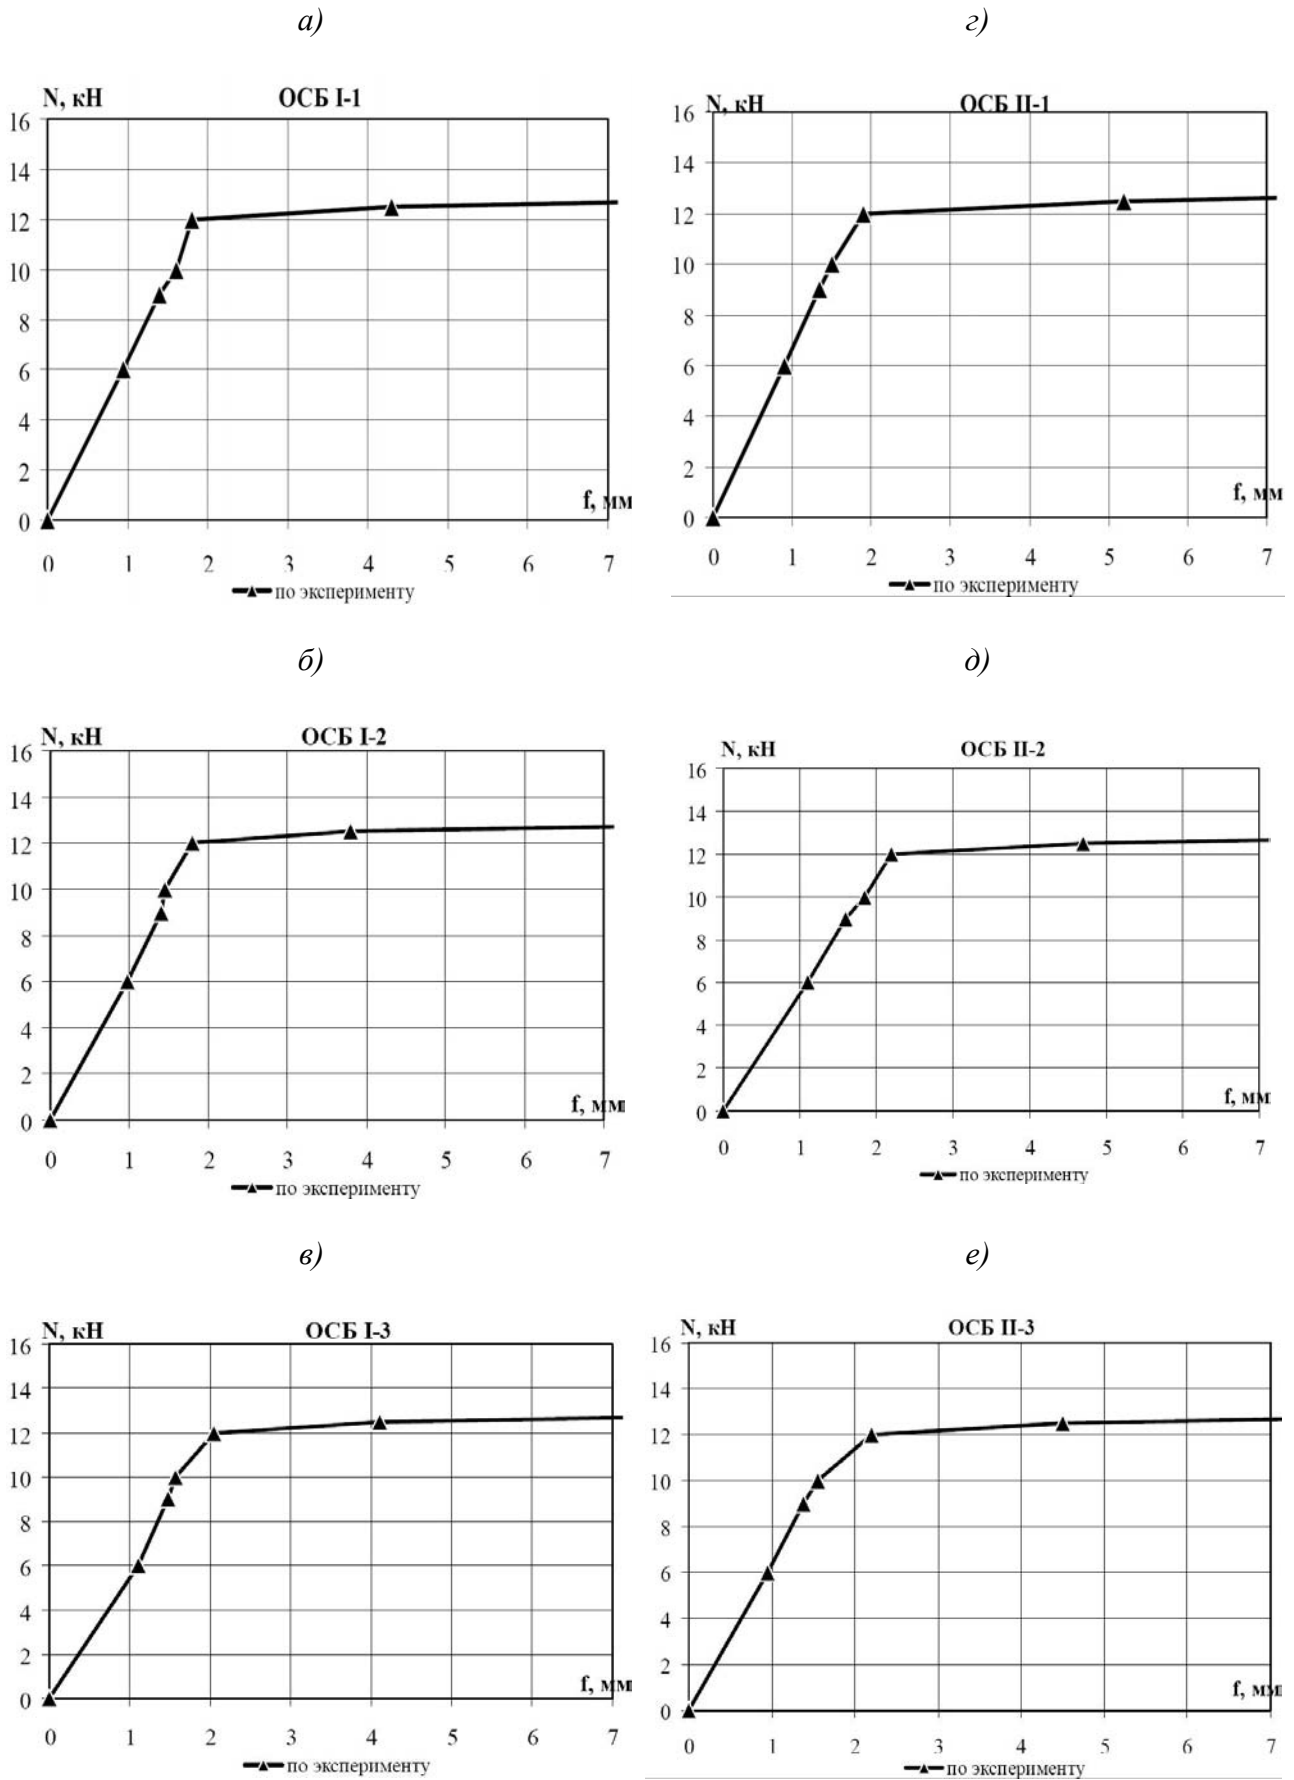 а)
N, кН
ОСБ I-1
16
14
12
10
8
6
4
2
0
f, мм
0 1 2 3 4 5 6 7
по эксперименту
г)
N, кН
ОСБ II-1
16
14
12
10
8
6
4
2
0
f, мм
0 1 2 3 4 5 6 7
по эксперименту
б)
N, кН
ОСБ I-2
16
14
12
10
8
6
4
2
0
f, мм
0 1 2 3 4 5 6 7
по эксперименту
д)
N, кН
ОСБ II-2
16
14
12
10
8
6
4
2
0
f, мм
0 1 2 3 4 5 6 7
по эксперименту
в)
N, кН
ОСБ I-3
16
14
12
10
8
6
4
2
0
f, мм
0 1 2 3 4 5 6 7
по эксперименту
е)
N, кН
ОСБ II-3
16
14
12
10
8
6
4
2
0
f, мм
0 1 2 3 4 5 6 7
по эксперименту